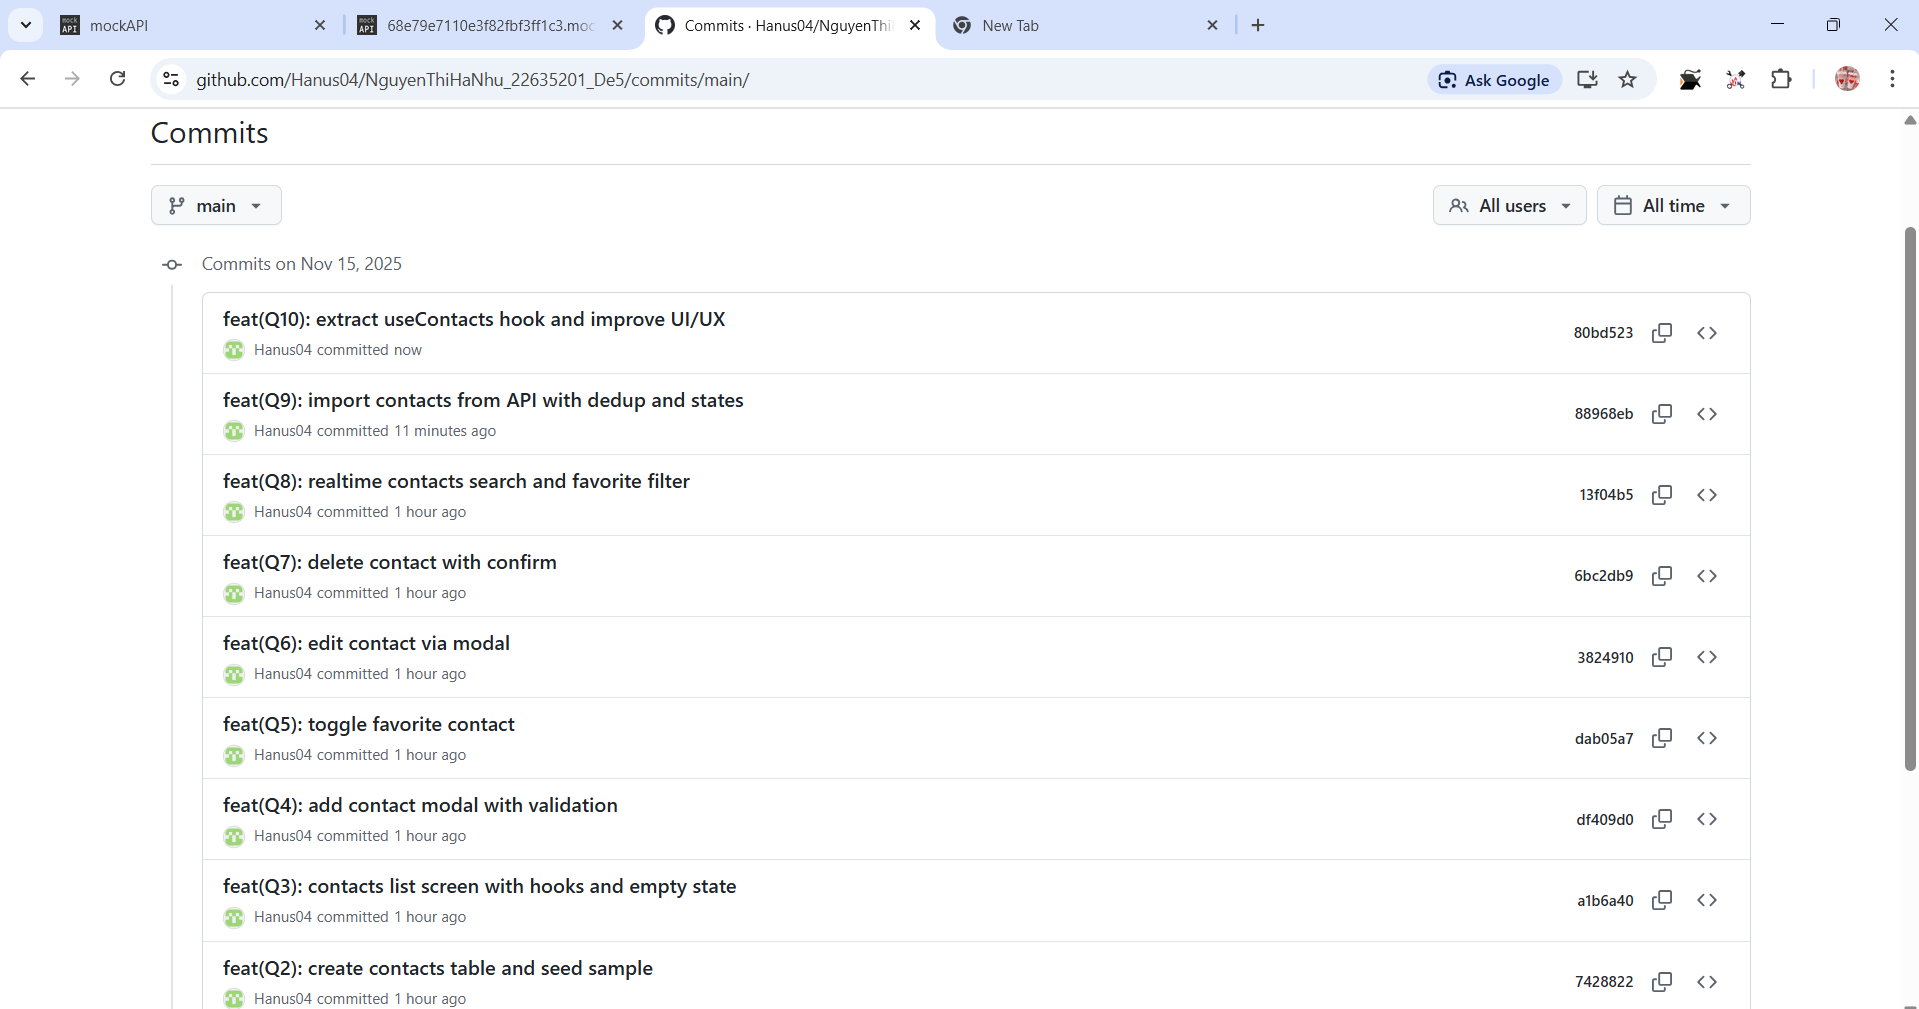 mockAPI
68e79e7110e3f82fbf3ff1c3.moc
Commits · Hanus04/NguyenThi
New Tab
github.com/Hanus04/NguyenThiHaNhu_22635201_De5/commits/main/
Ask Google
Commits
main
All users
All time
Commits on Nov 15, 2025
feat(Q10): extract useContacts hook and improve UI/UX
Hanus04 committed now
80bd523
feat(Q9): import contacts from API with dedup and states
Hanus04 committed 11 minutes ago
88968eb
feat(Q8): realtime contacts search and favorite filter
Hanus04 committed 1 hour ago
13f04b5
feat(Q7): delete contact with confirm
Hanus04 committed 1 hour ago
6bc2db9
feat(Q6): edit contact via modal
Hanus04 committed 1 hour ago
3824910
feat(Q5): toggle favorite contact
Hanus04 committed 1 hour ago
dab05a7
feat(Q4): add contact modal with validation
Hanus04 committed 1 hour ago
df409d0
feat(Q3): contacts list screen with hooks and empty state
Hanus04 committed 1 hour ago
a1b6a40
feat(Q2): create contacts table and seed sample
Hanus04 committed 1 hour ago
7428822